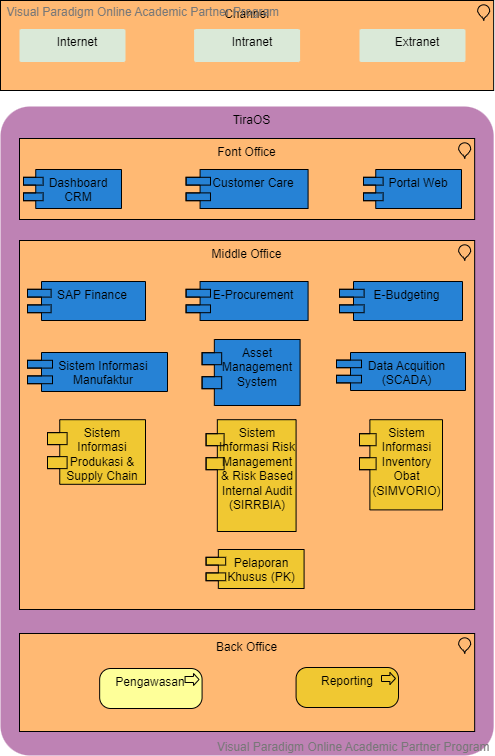 Visual Paradigm Online Academic Partner Program
Channel
Internet
Intranet
Extranet
TiraOS
Font Office
Dashboard
CRM
Customer Care
Portal Web
Middle Office
SAP Finance
E-Procurement
E-Budgeting
Sistem Informasi
Manufaktur
Asset
Management
System
Data Acquition
(SCADA)
Sistem
Informasi
Produkasi &
Supply Chain
Sistem
Informasi Risk
Management
& Risk Based
Internal Audit
(SIRRBIA)
Sistem
Informasi
Inventory
Obat
(SIMVORIO)
Pelaporan
Khusus (PK)
Back Office
Pengawasan
Reporting
Visual Paradigm Online Academic Partner Program